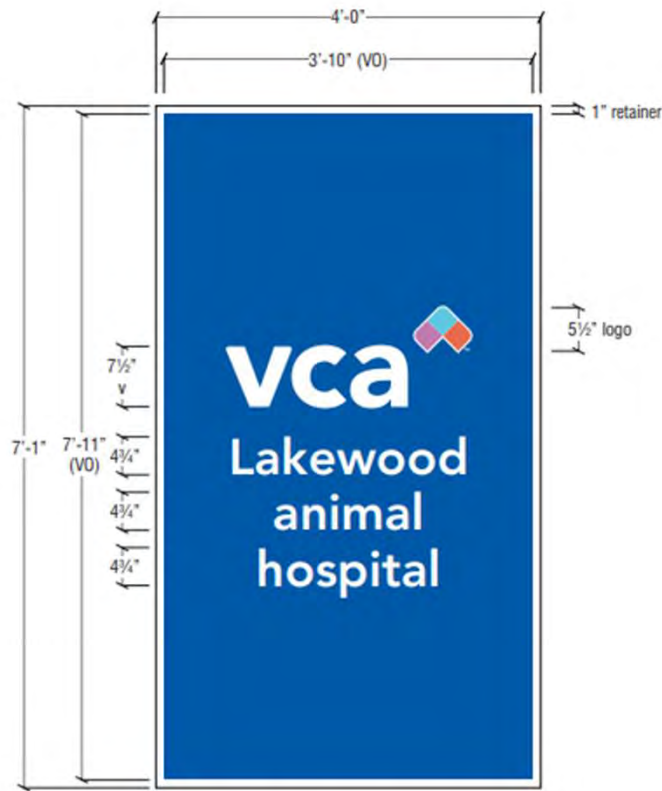 4'-0"
3'-10" (VO)
1" retainer
5½" logo
7½"
v
vca
™
7'-1"
7'-11"
(VO)
4¾"
Lakewood
4¾"
animal
4¾"
hospital